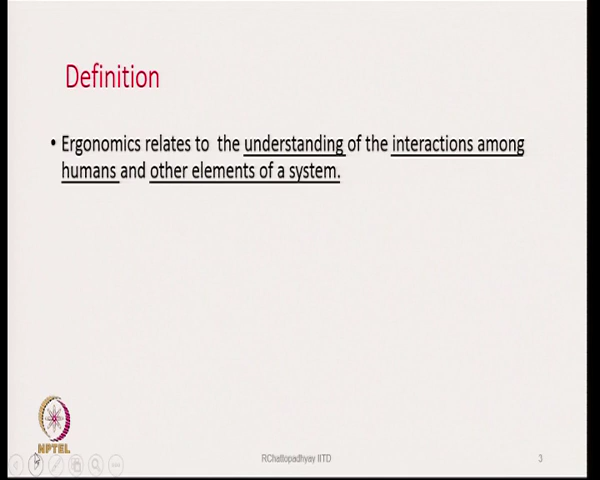 Definition
• Ergonomics relates to the understanding of the interactions among
humans and other elements of a system.
NPTEL
RChattopadhyay IITD
3